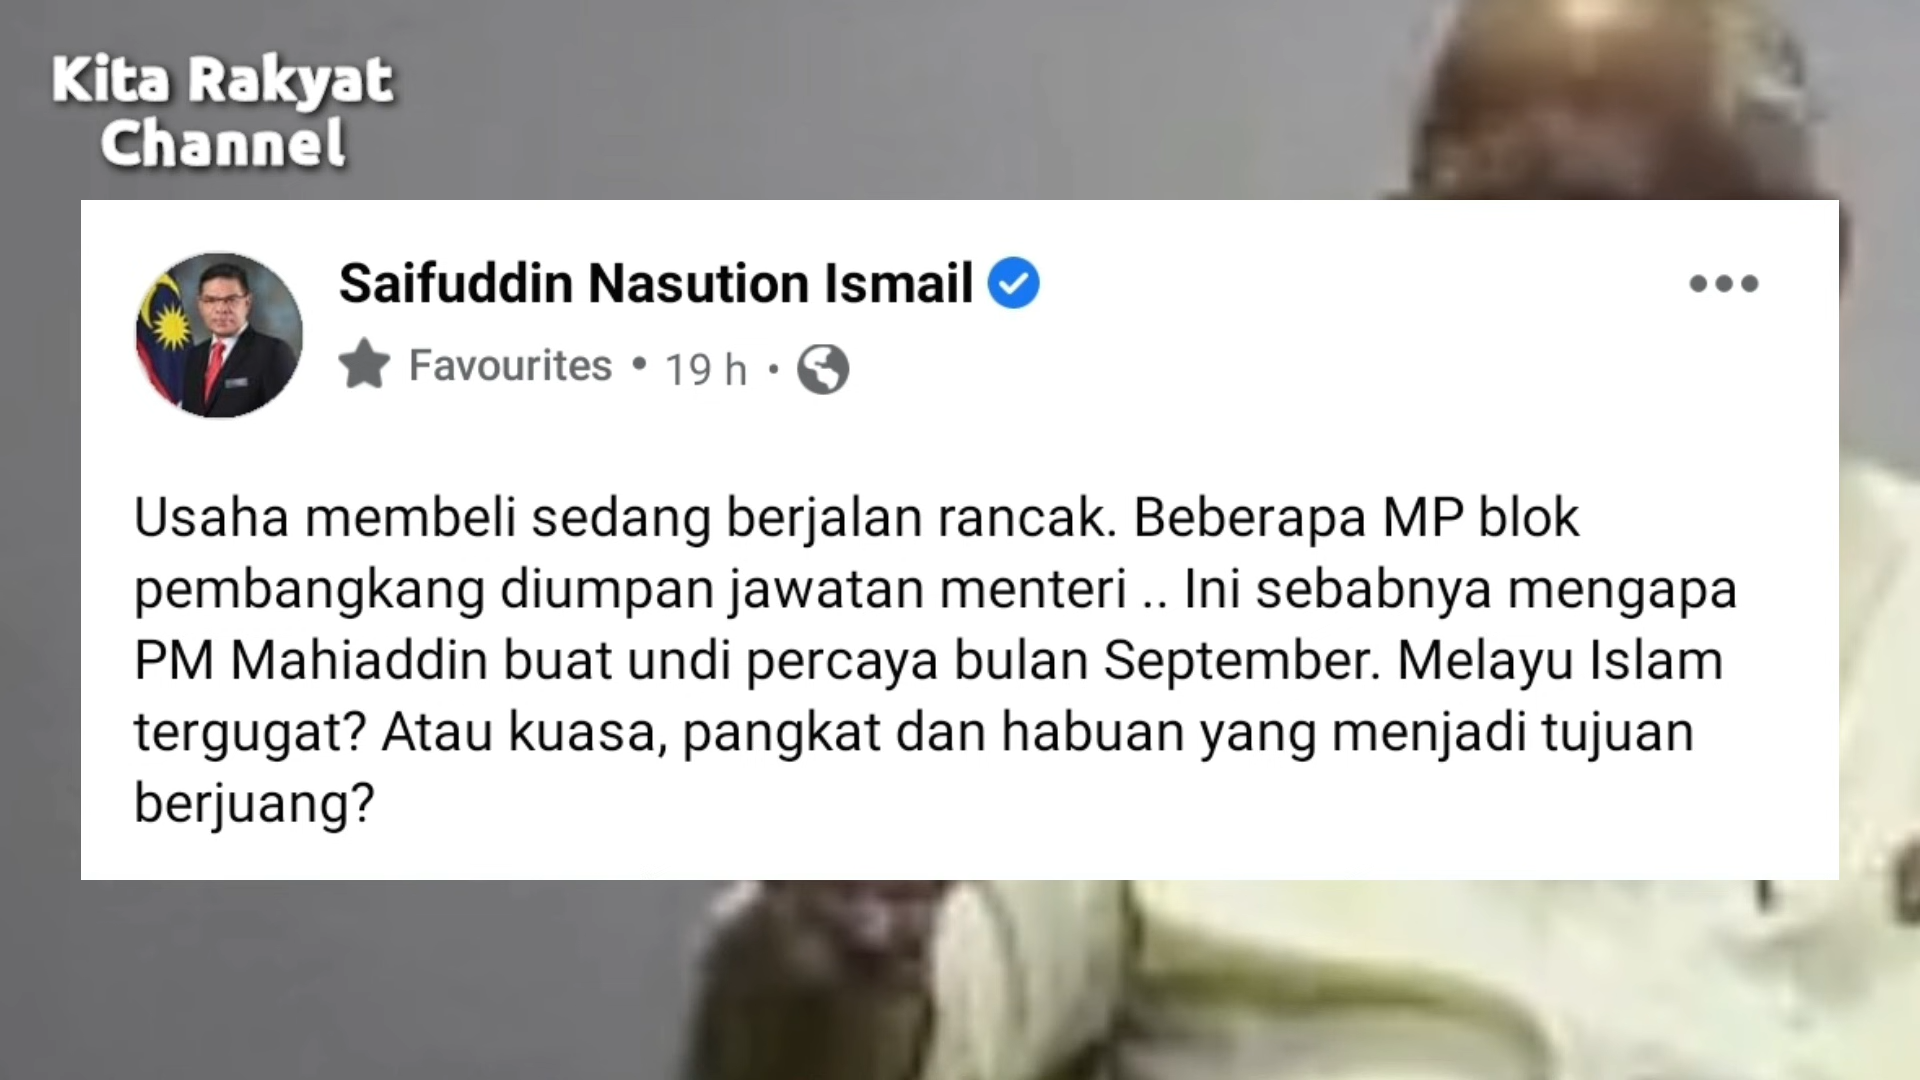 Kita Rakyat
Channel
Saifuddin Nasution Ismail
Favourites • 19 h •
Usaha membeli sedang berjalan rancak. Beberapa MP blok
pembangkang diumpan jawatan menteri .. Ini sebabnya mengapa
PM Mahiaddin buat undi percaya bulan September. Melayu Islam
tergugat? Atau kuasa, pangkat dan habuan yang menjadi tujuan
berjuang?